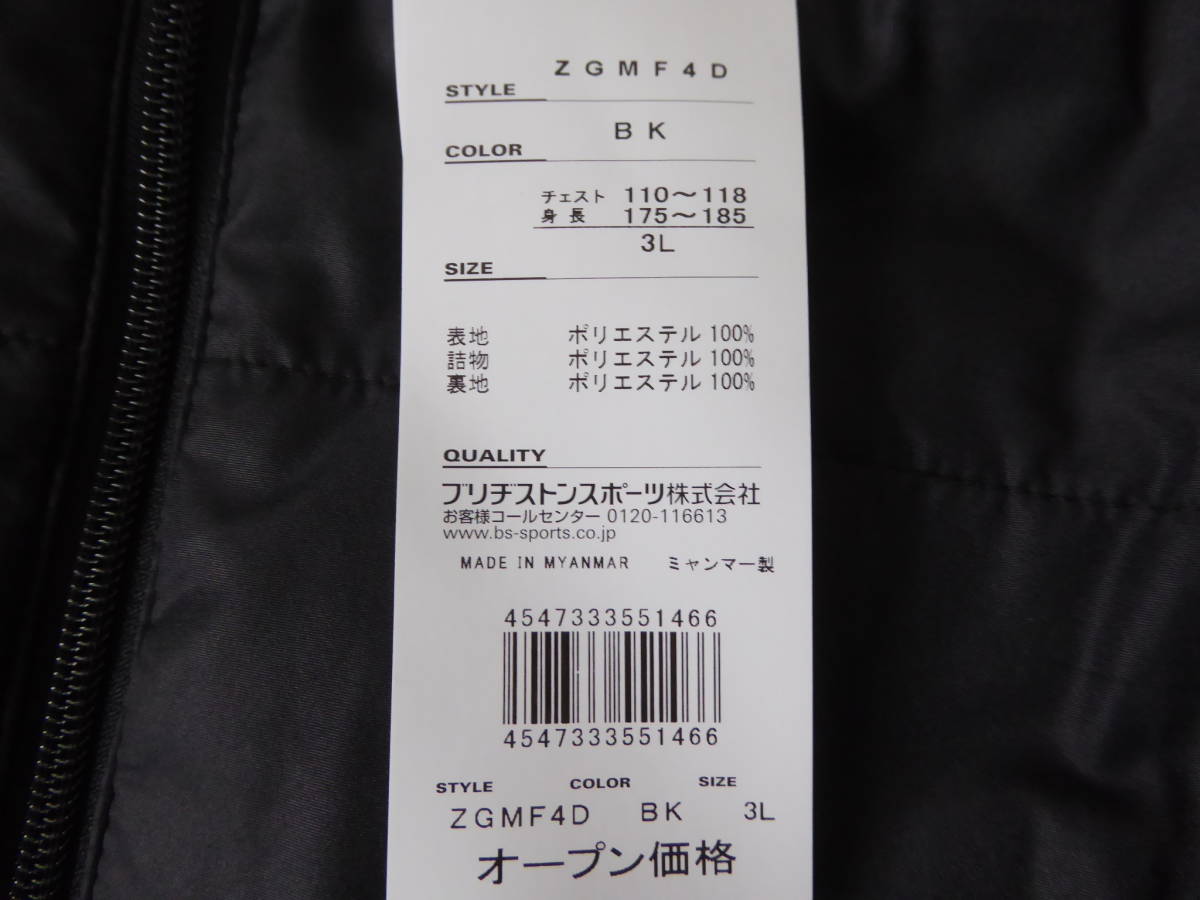 ZGMF4D
STYLE
BK
COLOR
チェスト 110～118
身長 175～185
3L
SIZE
表地 ポリエステル 100%
詰物 ポリエステル 100%
裏地 ポリエステル 100%
QUALITY
ブリヂストンスポーツ株式会社
お客様コールセンター 0120-116613
www.bs-sports.co.jp
MADE IN MYANMAR ミャンマー製
4547333551466
4547333551466
STYLE COLOR SIZE
ZGMF4D BK 3L
オープン価格